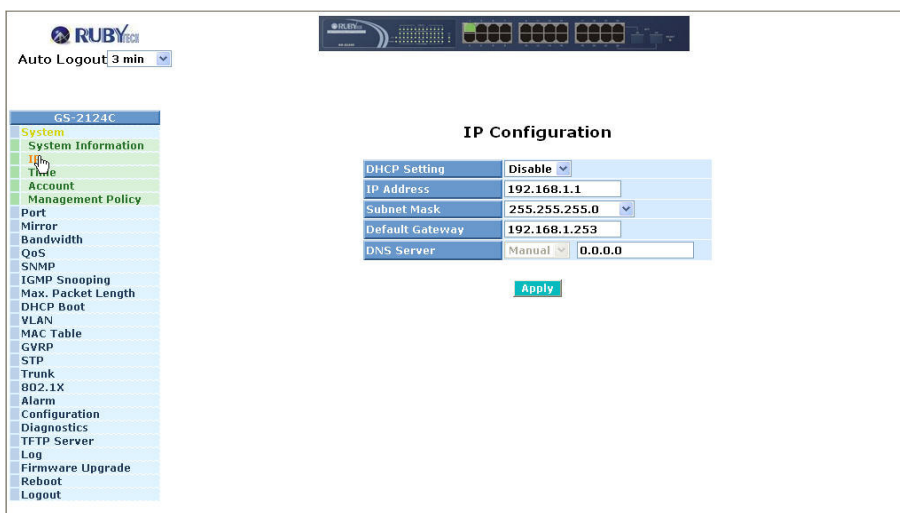 RUBYTECH
Auto Logout 3 min
GS-2124C
System
System Information
IP
Time
Account
Management Policy
Port
Mirror
Bandwidth
QoS
SNMP
IGMP Snooping
Max. Packet Length
DHCP Boot
VLAN
MAC Table
GVRP
STP
Trunk
802.1X
Alarm
Configuration
Diagnostics
TFTP Server
Log
Firmware Upgrade
Reboot
Logout
IP Configuration
DHCP Setting Disable
IP Address 192.168.1.1
Subnet Mask 255.255.255.0
Default Gateway 192.168.1.253
DNS Server Manual 0.0.0.0
Apply